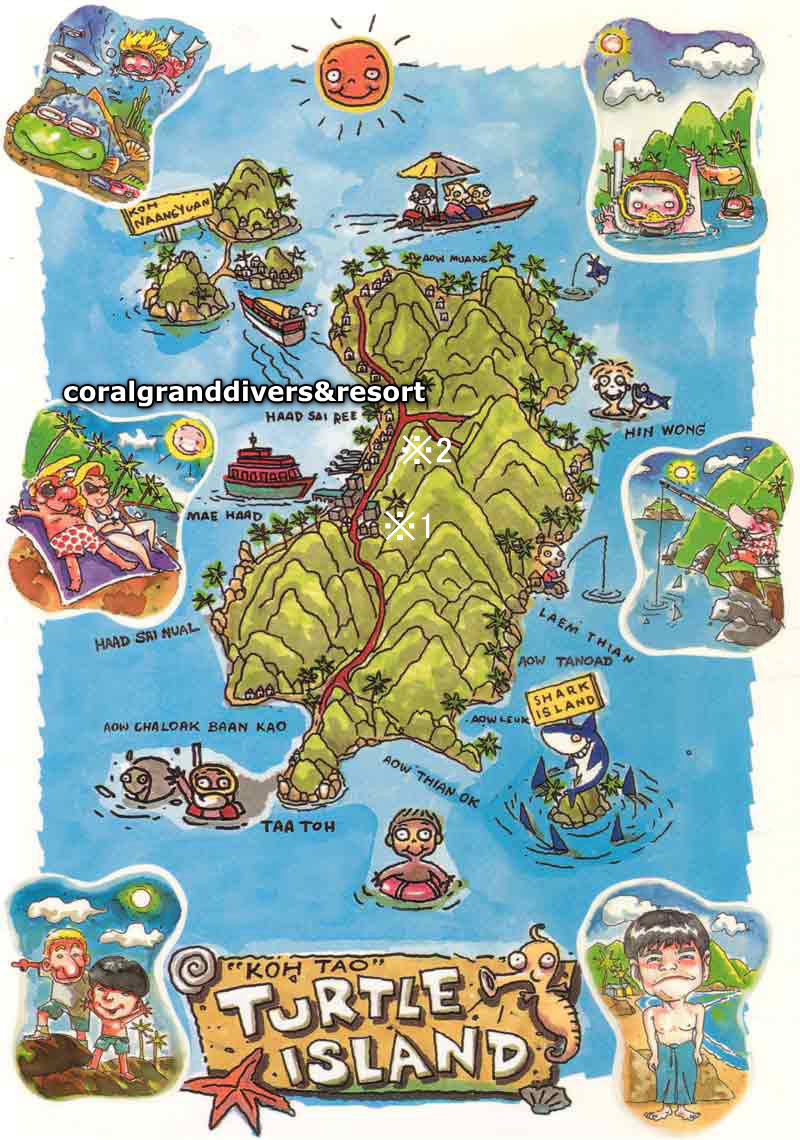 KOH
NAANGYUAN
AOW MUANG
coralgranddivers&resort
HAAD SAI REE
HIN WONG
※2
MAE HAAD
※1
LAEM THIAN
HAAD SAI NUAL
AOW TANOAD
SHARK
ISLAND
AOW LEUK
AOW CHALOAK BAAN KAO
AOW THIAN OK
TAA TOH
"KOH TAO"
TURTLE
ISLAND